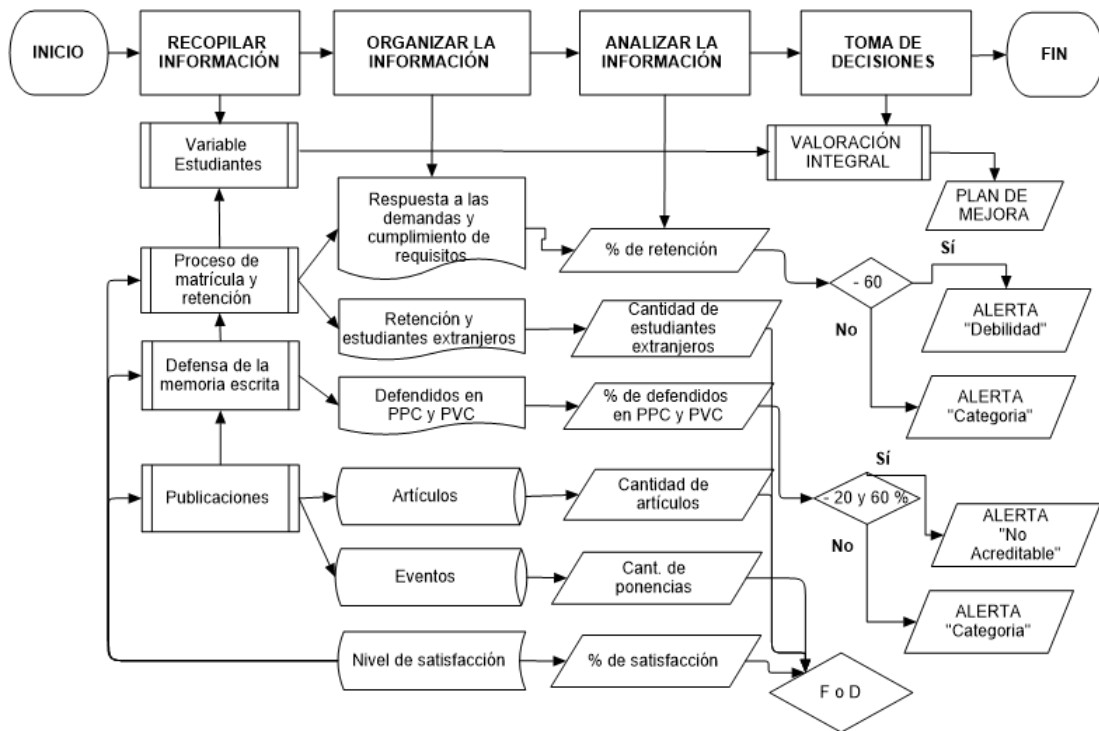 INICIO
RECOPILAR
INFORMACIÓN
ORGANIZAR LA
INFORMACIÓN
ANALIZAR LA
INFORMACIÓN
TOMA DE
DECISIONES
FIN
Variable
Estudiantes
VALORACIÓN
INTEGRAL
PLAN DE
MEJORA
Proceso de
matrícula y
retención
Respuesta a las
demandas y
cumplimiento de
requisitos
% de retención
- 60
Sí
No
ALERTA
"Debilidad"
Retención y
estudiantes extranjeros
Cantidad de
estudiantes
extranjeros
ALERTA
"Categoria"
Defensa de la
memoria escrita
Defendidos en
PPC y PVC
% de defendidos
en PPC y PVC
- 20 y 60 %
Sí
No
ALERTA
"No
Acreditable"
Publicaciones
Artículos
Cantidad de
artículos
Eventos
Cant. de
ponencias
ALERTA
"Categoria"
Nivel de satisfacción
% de satisfacción
F o D